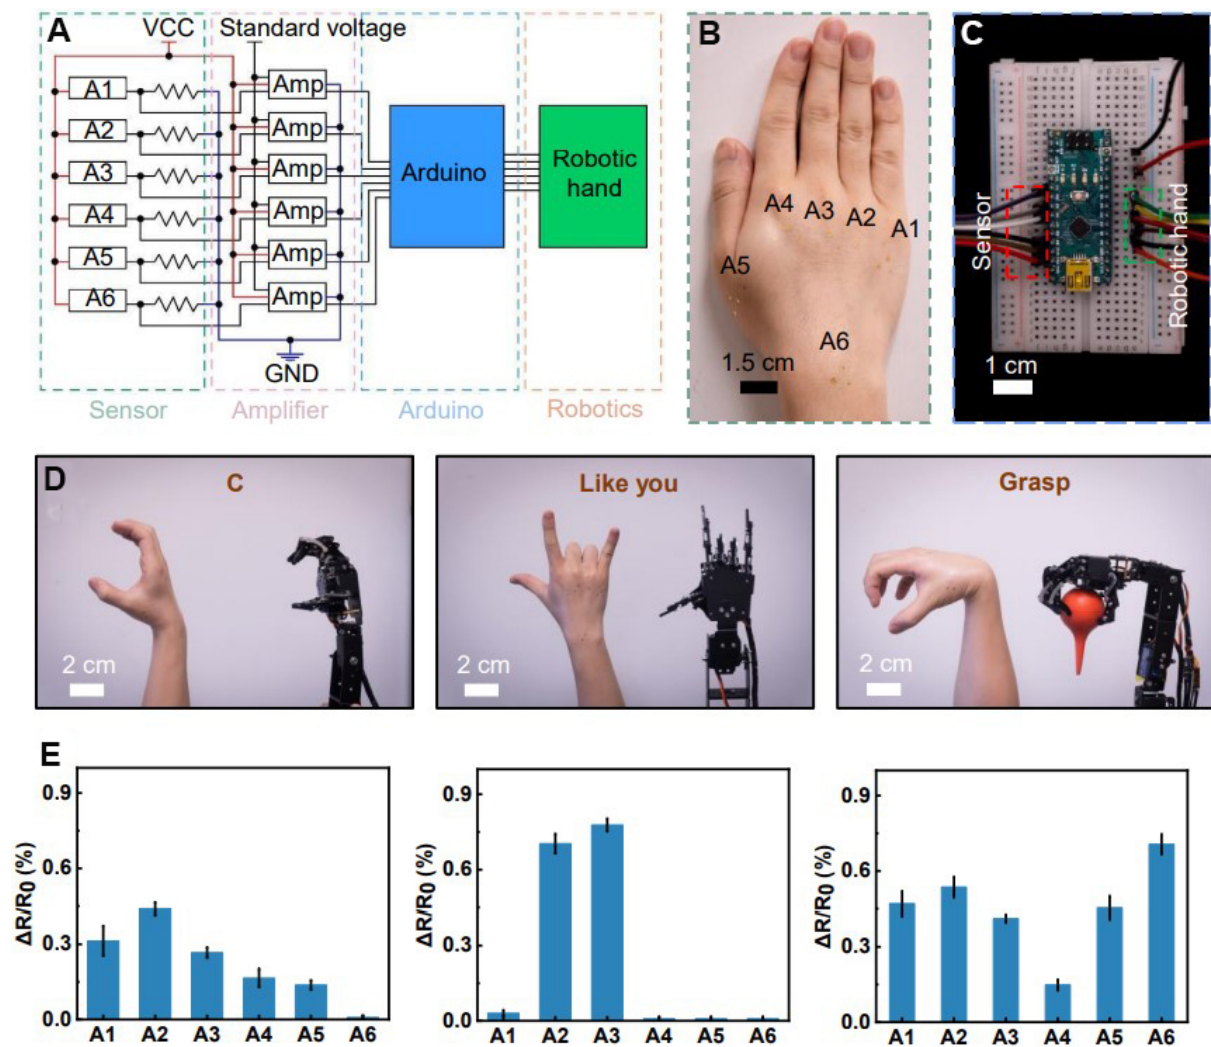 A
VCC Standard voltage
A1 Amp
A2 Amp
A3 Amp
A4 Amp
A5 Amp
A6 Amp
Arduino
Robotic
hand
GND
Sensor Amplifier Arduino Robotics
B
A4 A3 A2 A1
A5
A6
1.5 cm
C
Sensor
Robotic hand
1 cm
D
C
2 cm
Like you
2 cm
Grasp
2 cm
E
ΔR/R0 (%)
0.9
0.6
0.3
0.0
A1 A2 A3 A4 A5 A6
ΔR/R0 (%)
0.9
0.6
0.3
0.0
A1 A2 A3 A4 A5 A6
ΔR/R0 (%)
0.9
0.6
0.3
0.0
A1 A2 A3 A4 A5 A6